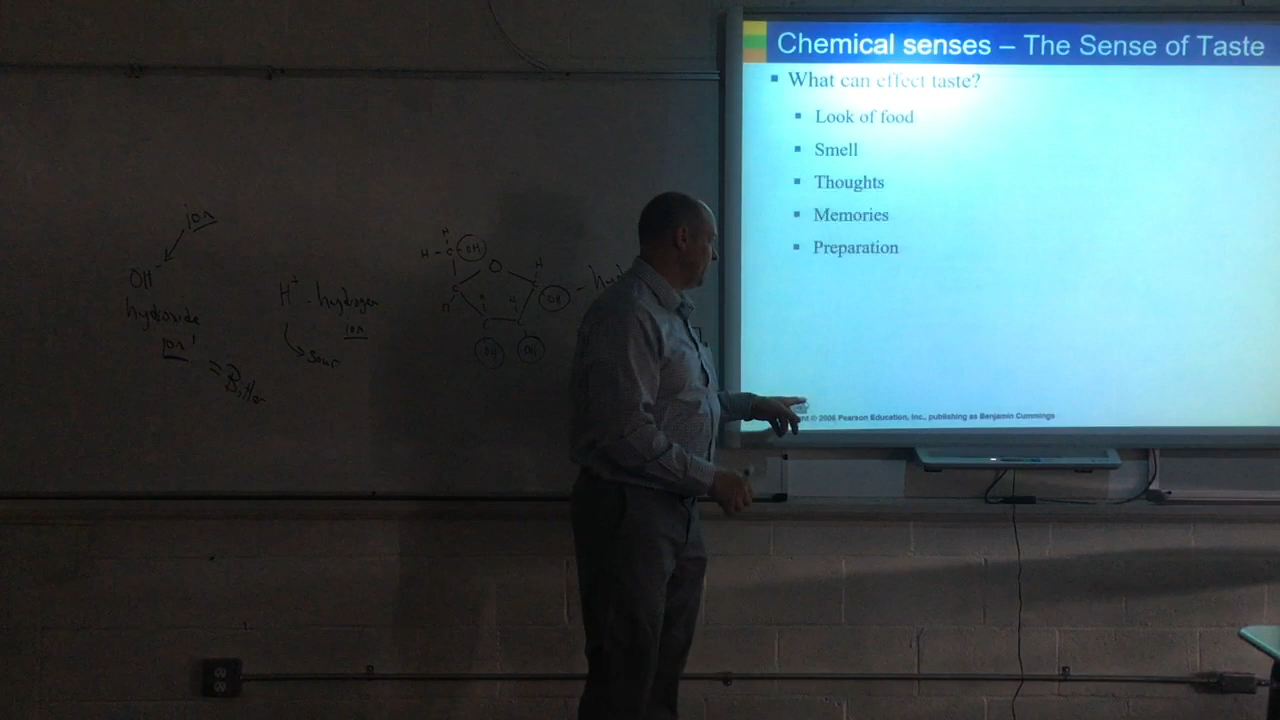 Chemical senses – The Sense of Taste
▪ What can effect taste?
▪ Look of food
▪ Smell
▪ Thoughts
▪ Memories
▪ Preparation
© 2006 Pearson Education, Inc., publishing as Benjamin Cummings
ion
OH⁻
hydroxide
ion
= Bitter
H⁺ - hydrogen
ion
sour
H
H - C - OH
O
H
C
OH
H
C
C
OH
OH